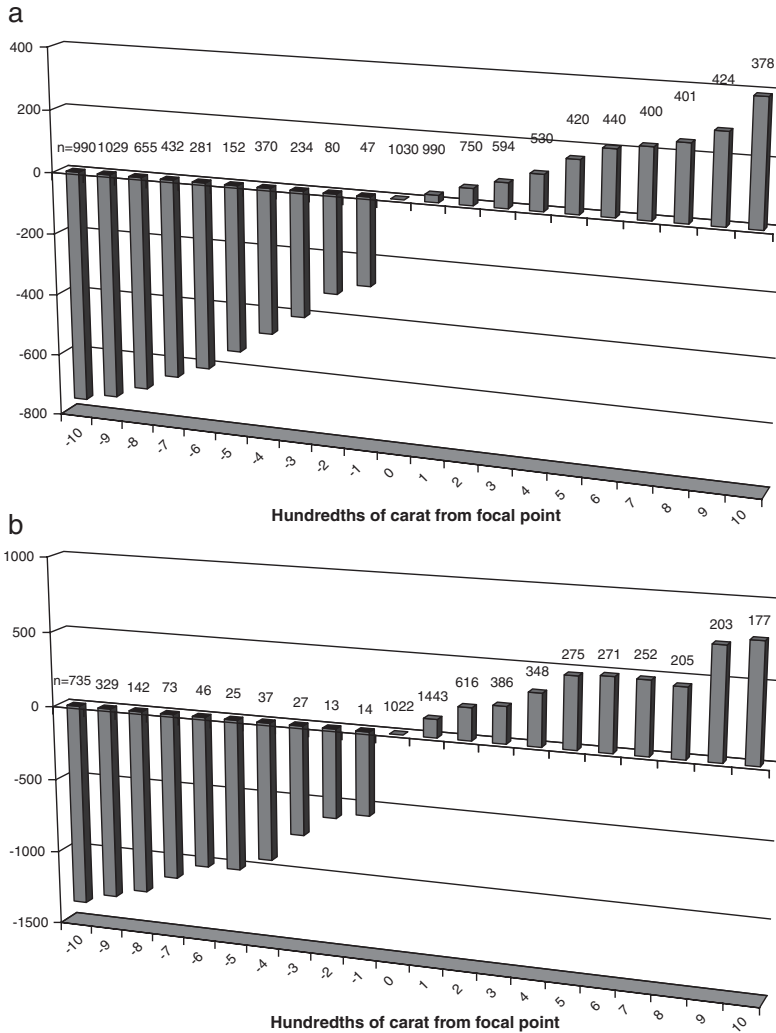 a
400
200
0
-200
-400
-600
-800
n=990 1029 655 432 281 152 370 234 80 47 1030 990 750 594 530 420 440 400 401 424 378
-10 -9 -8 -7 -6 -5 -4 -3 -2 -1 0 1 2 3 4 5 6 7 8 9 10
Hundredths of carat from focal point
b
1000
500
0
-500
-1000
-1500
n=735 329 142 73 46 25 37 27 13 14 1022 1443 616 386 348 275 271 252 205 203 177
-10 -9 -8 -7 -6 -5 -4 -3 -2 -1 0 1 2 3 4 5 6 7 8 9 10
Hundredths of carat from focal point